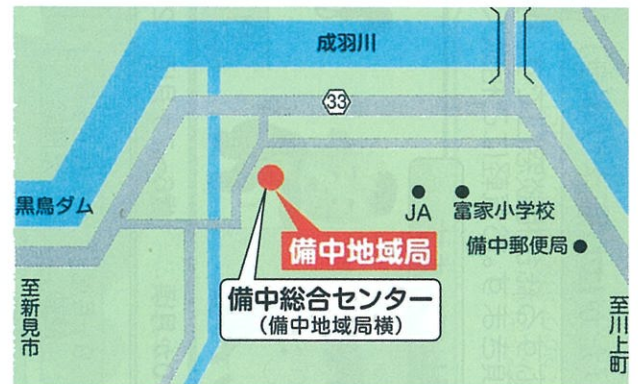 成羽川
33
黒鳥ダム
JA
富家小学校
備中地域局
備中郵便局
備中総合センター
(備中地域局横)
至新見市
至川上町